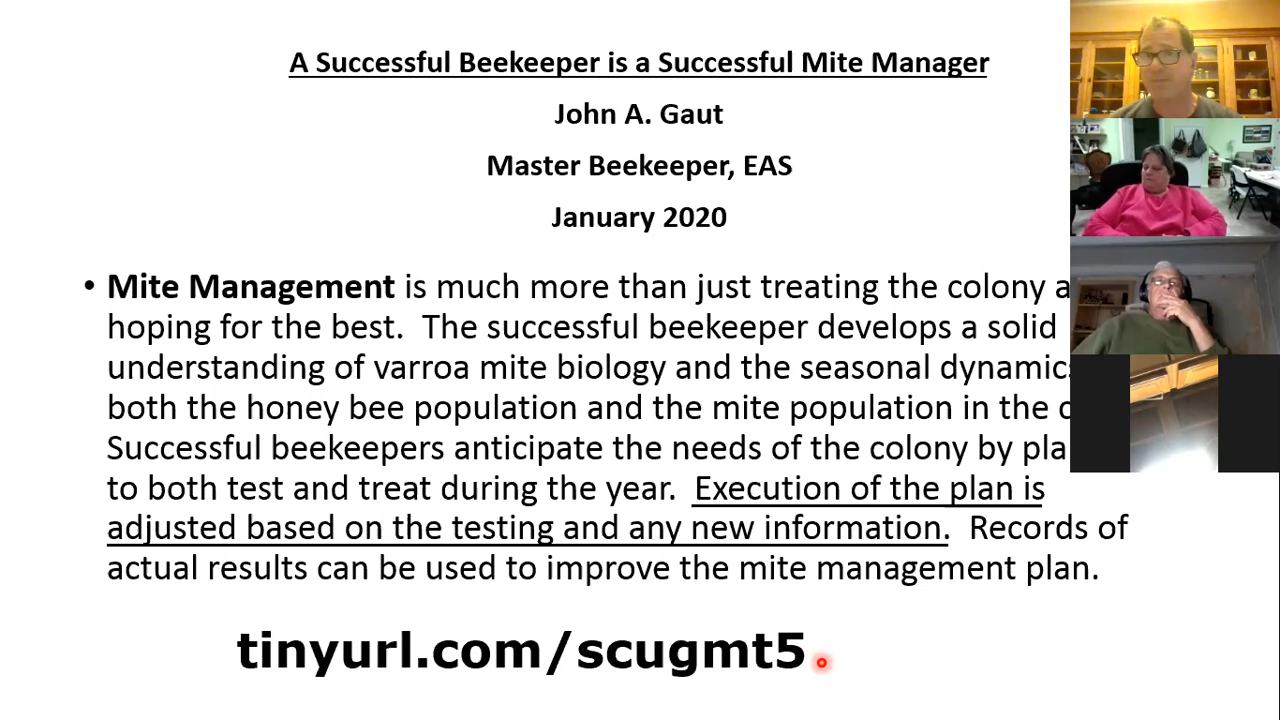 A Successful Beekeeper is a Successful Mite Manager
John A. Gaut
Master Beekeeper, EAS
January 2020
• Mite Management is much more than just treating the colony
hoping for the best. The successful beekeeper develops a solid
understanding of varroa mite biology and the seasonal
both the honey bee population and the mite population in the
Successful beekeepers anticipate the needs of the colony by
to both test and treat during the year. Execution of the plan is
adjusted based on the testing and any new information. Records of
actual results can be used to improve the mite management plan.
tinyurl.com/scugmt5